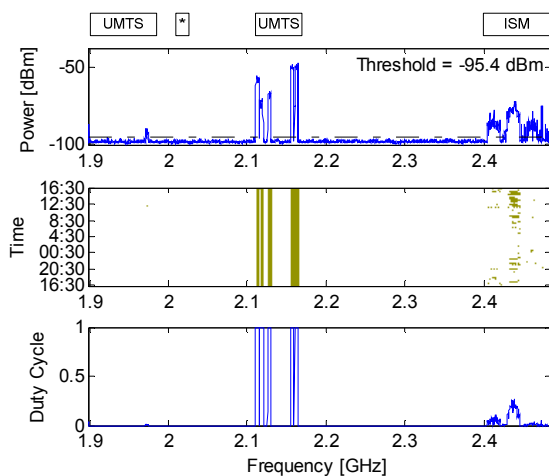 UMTS * UMTS ISM
Threshold = -95.4 dBm
Power [dBm]
-50
-100
1.9 2 2.1 2.2 2.3 2.4
Time
16:30
12:30
8:30
4:30
00:30
20:30
16:30
1.9 2 2.1 2.2 2.3 2.4
Duty Cycle
1
0.5
0
1.9 2 2.1 2.2 2.3 2.4
Frequency [GHz]